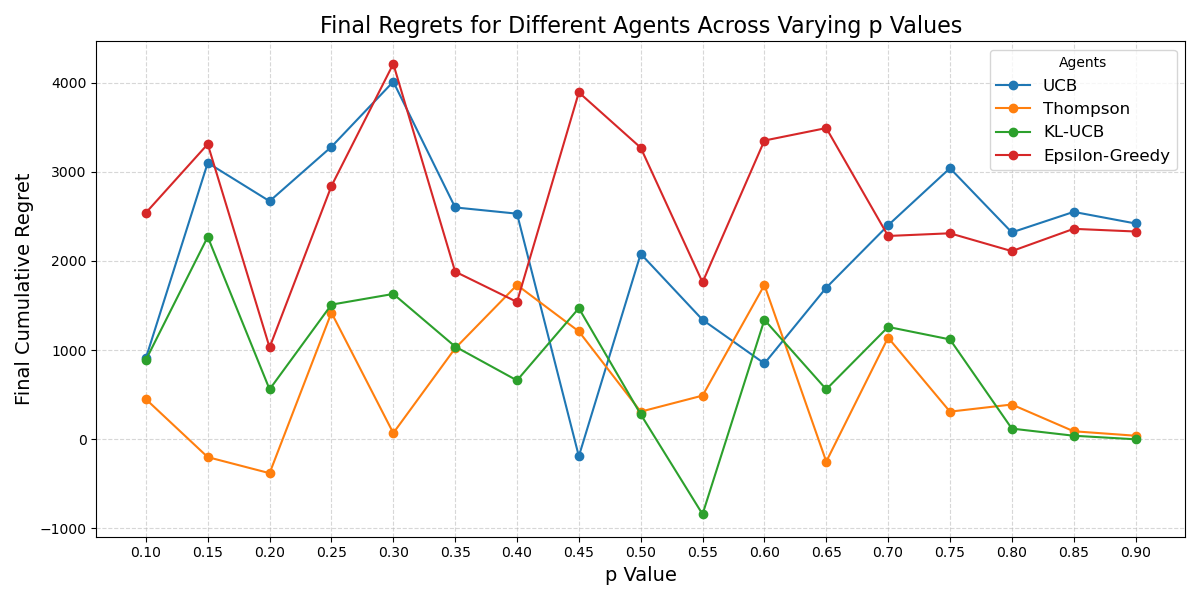 Final Regrets for Different Agents Across Varying p Values
Agents
UCB
Thompson
KL-UCB
Epsilon-Greedy
Final Cumulative Regret
4000
3000
2000
1000
0
−1000
0.10 0.15 0.20 0.25 0.30 0.35 0.40 0.45 0.50 0.55 0.60 0.65 0.70 0.75 0.80 0.85 0.90
p Value